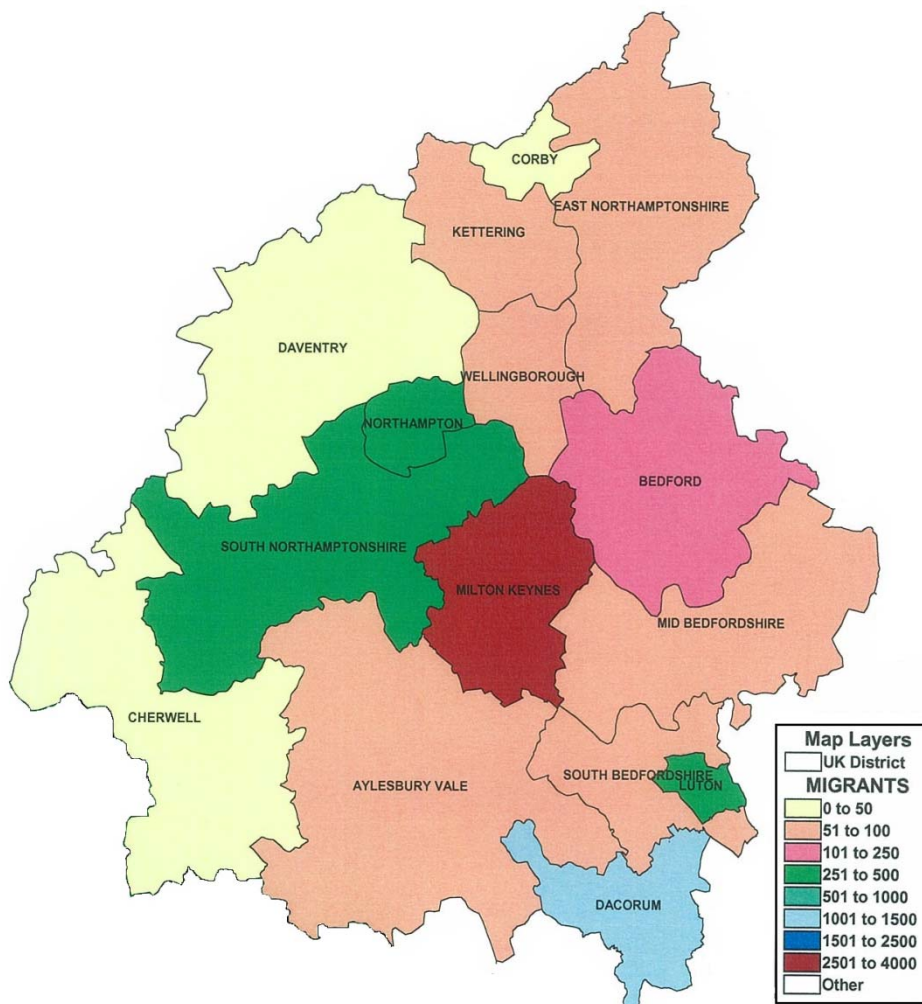 CORBY
EAST NORTHAMPTONSHIRE
KETTERING
DAVENTRY
WELLINGBOROUGH
NORTHAMPTON
BEDFORD
SOUTH NORTHAMPTONSHIRE
MILTON KEYNES
MID BEDFORDSHIRE
CHERWELL
AYLESBURY VALE
SOUTH BEDFORDSHIRE
LUTON
DACORUM
Map Layers
UK District
MIGRANTS
0 to 50
51 to 100
101 to 250
251 to 500
501 to 1000
1001 to 1500
1501 to 2500
2501 to 4000
Other